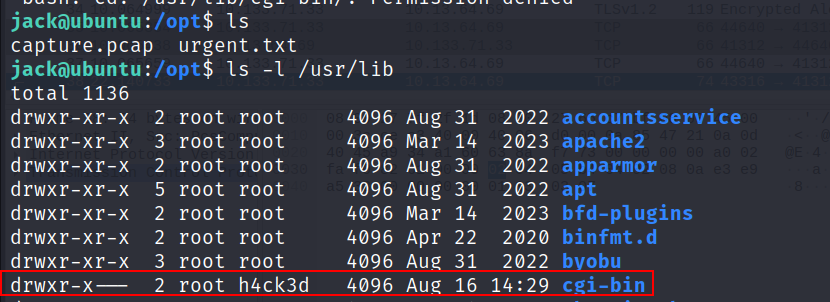 -bash: cd: /usr/lib/cgi-bin/: Permission denied
jack@ubuntu:/opt$ ls
capture.pcap  urgent.txt
jack@ubuntu:/opt$ ls -l /usr/lib
total 1136
drwxr-xr-x  2 root root    4096 Aug 31  2022 accountsservice
drwxr-xr-x  3 root root    4096 Mar 14  2023 apache2
drwxr-xr-x  2 root root    4096 Aug 31  2022 apparmor
drwxr-xr-x  5 root root    4096 Aug 31  2022 apt
drwxr-xr-x  2 root root    4096 Mar 14  2023 bfd-plugins
drwxr-xr-x  2 root root    4096 Apr 22  2020 binfmt.d
drwxr-xr-x  3 root root    4096 Aug 31  2022 byobu
drwxr-x---  2 root h4ck3d  4096 Aug 16 14:29 cgi-bin